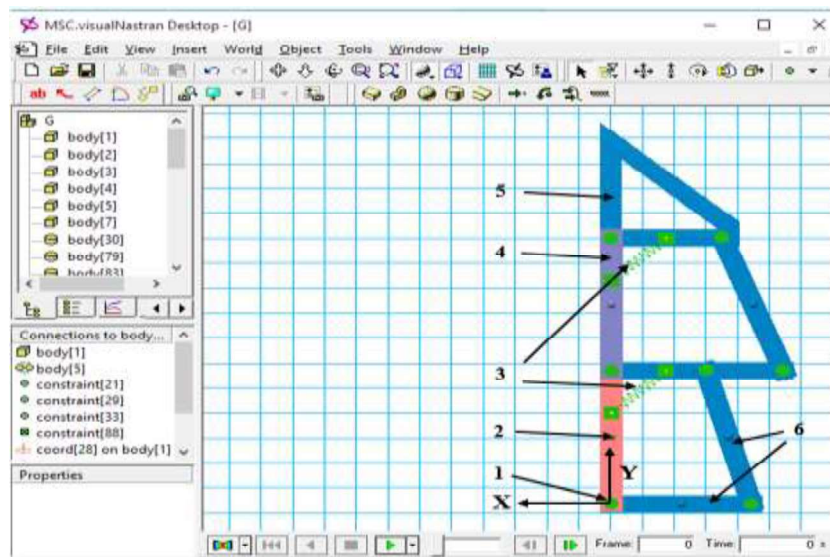 MSC.visualNastran Desktop - [G]
File Edit View Insert World Object Tools Window Help
ab
G
body[1]
body[2]
body[3]
body[4]
body[5]
body[7]
body[30]
body[79]
body[83]
Connections to body...
body[1]
body[5]
constraint[21]
constraint[29]
constraint[33]
constraint[88]
coord[28] on body[1]
Properties
5
4
3
2
1
6
Y
X
Frame: 0 Time: 0 s